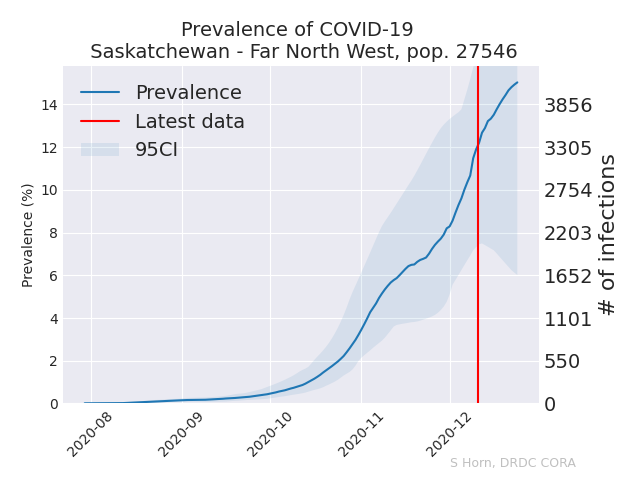 Prevalence of COVID-19
Saskatchewan - Far North West, pop. 27546
Prevalence
Latest data
95CI
Prevalence (%)
14
12
10
8
6
4
2
0
3856
3305
2754
2203
1652
1101
550
0
# of infections
2020-08
2020-09
2020-10
2020-11
2020-12
S Horn, DRDC CORA